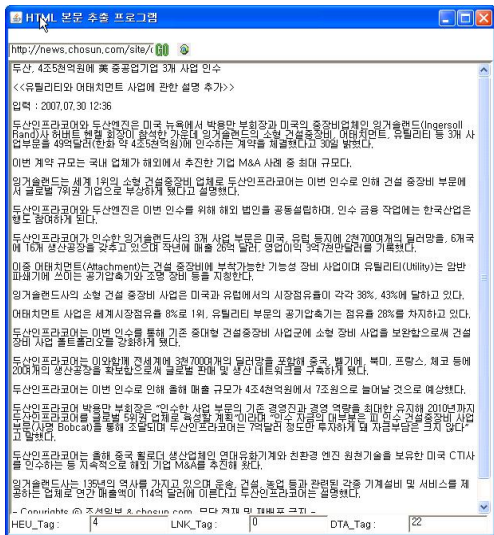 HTML 본문 추출 프로그램
http://news.chosun.com/site/c GO
두산, 4조5천억원에 美 중공업기업 3개 사업 인수
<<유틸리티와 어태치먼트 사업에 관한 설명 추가>>
입력 : 2007.07.30 12:36
두산인프라코어와 두산엔진은 미국 뉴욕에서 박용만 부회장과 미국의 중장비업체인 잉거솔랜드(Ingersoll
Rand)사 허버트 헨켈 회장이 참석한 가운데 잉거솔랜드의 소형 건설중장비, 어태치먼트, 유틸리티 등 3개 사
업부문을 49억달러(한화 약 4조5천억원)에 인수하는 계약을 체결했다고 30일 밝혔다.
이번 계약 규모는 국내 업체가 해외에서 추진한 기업 M&A 사례 중 최대 규모다.
잉거솔랜드는 세계 1위의 소형 건설중장비 업체로 두산인프라코어는 이번 인수로 인해 건설 중장비 부문에
서 글로벌 7위권 기업으로 부상하게 됐다고 설명했다.
두산인프라코어와 두산엔진은 이번 인수를 위해 해외 법인을 공동설립하며, 인수 금융 작업에는 한국산업은
행도 참여하게 된다.
두산인프라코어가 인수한 잉거솔랜드사의 3개 사업 부문은 미국, 유럽 등지에 2천700여개의 딜러망을, 6개국
에 16개 생산공장을 갖추고 있으며 작년에 매출 26억 달러, 영업이익 3억7천만달러를 기록했다.
이중 어태치먼트(Attachment)는 건설 중장비에 부착가능한 기능성 장비 사업이며 유틸리티(Utility)는 암반
파쇄기에 쓰이는 공기압축기와 조명 장비 등을 지칭한다.
잉거솔랜드사의 소형 건설 중장비 사업은 미국과 유럽에서의 시장점유율이 각각 38%, 43%에 달하고 있다.
어태치먼트 사업은 세계시장점유율 8%로 1위, 유틸리티 부문의 공기압축기는 점유율 28%를 차지하고 있다.
두산인프라코어는 이번 인수를 통해 기존 중대형 건설중장비 사업군에 소형 장비 사업을 보완함으로써 건설
장비 사업 폴트폴리오를 강화하게 됐다.
두산인프라코어는 이와함께 전세계에 3천700여개의 딜러망을 포함해 중국, 벨기에, 북미, 프랑스, 체코 등에
20여개의 생산공장을 확보함으로써 글로벌 판매 및 생산 네트워크를 구축하게 됐다.
두산인프라코어는 이번 인수로 인해 올해 매출 규모가 4조4천억원에서 7조원으로 늘어날 것으로 예상했다.
두산인프라코어 박용만 부회장은 "인수한 사업 부문의 기존 경영진과 경영 역량을 최대한 유지해 2010년까지
두산인프라코어를 글로벌 5위권 업체로 육성할 계획"이라며 "인수 자금의 대부분은 피 인수 건설중장비 사업
부문(사명 Bobcat)을 통해 조달되며 두산인프라코어는 7억달러 정도만 투자하게 돼 자금부담은 크지 않다"
고 말했다.
두산인프라코어는 올해 중국 휠로더 생산업체인 연대유화기계와 친환경 엔진 원천기술을 보유한 미국 CTI사
를 인수하는 등 지속적으로 해외 기업 M&A를 추진해 왔다.
잉거솔랜드사는 135년의 역사를 가지고 있으며 운송, 건설, 농업 등과 관련된 각종 기계설비 및 서비스를 제
공하는 업체로 연간 매출액이 114억 달러에 이른다고 두산인프라코어는 설명했다.
- Copyrights ⓒ 조선일보 & chosun.com, 무단 전재 및 재배포 금지 -
HEU_Tag : 4 LNK_Tag : 0 DTA_Tag : 22